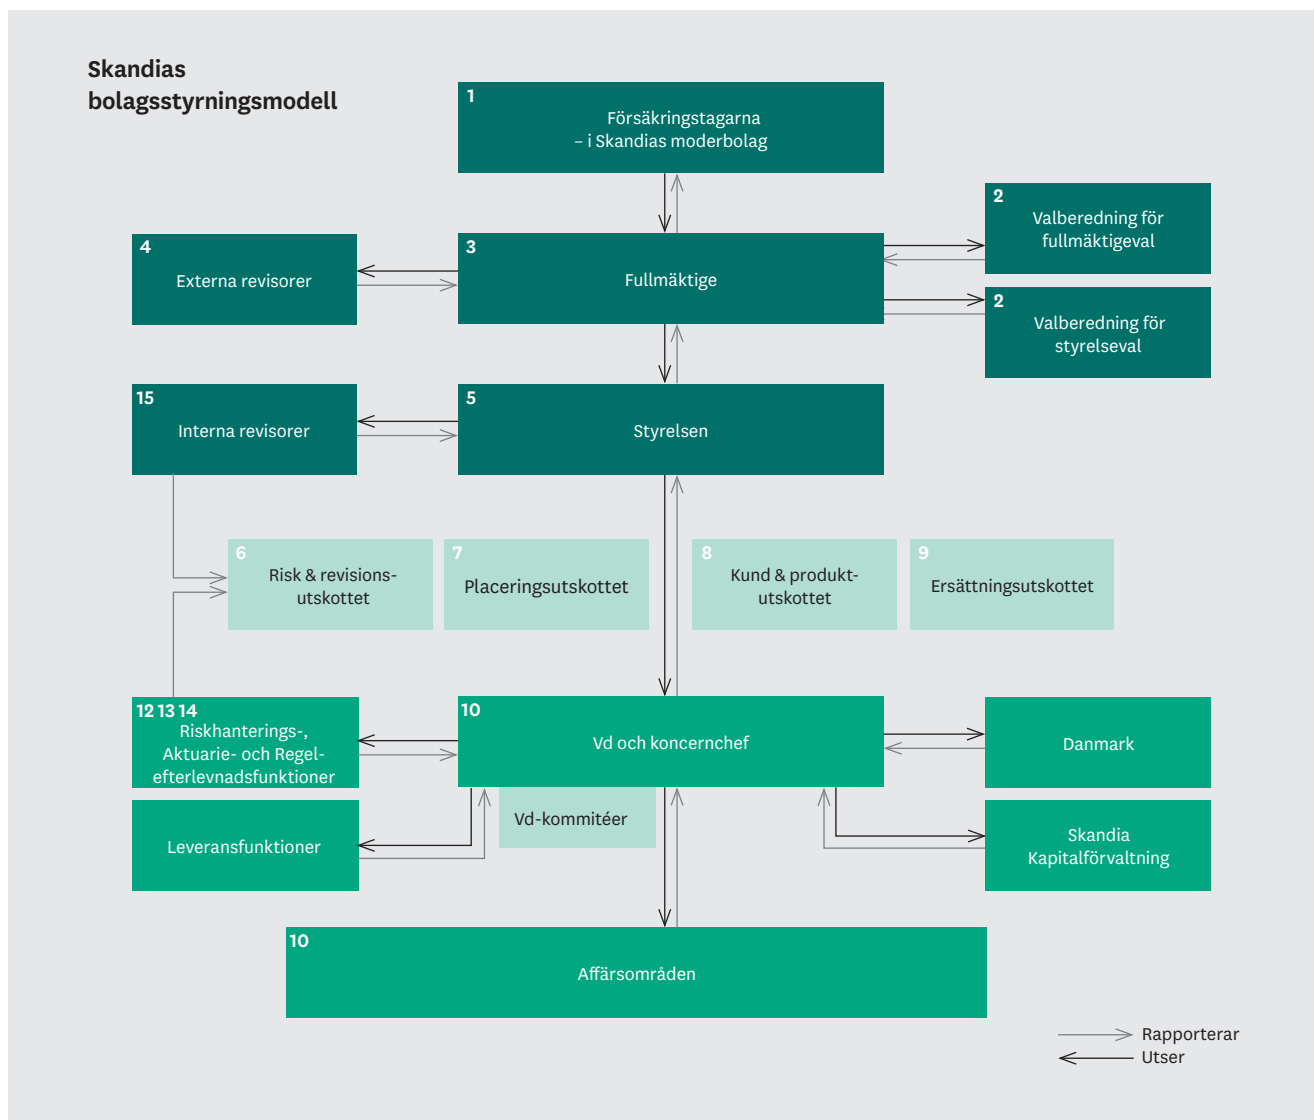 Skandias
bolagsstyrningsmodell
1
Försäkringstagarna
– i Skandias moderbolag
2
Valberedning för
fullmäktigeval
4
Externa revisorer
3
Fullmäktige
2
Valberedning för
styrelseval
15
Interna revisorer
5
Styrelsen
6
Risk & revisions-
utskottet
7
Placeringsutskottet
8
Kund & produkt-
utskottet
9
Ersättningsutskottet
12 13 14
Riskhanterings-,
Aktuarie- och Regel-
efterlevnadsfunktioner
10
Vd och koncernchef
Danmark
Leveransfunktioner
Vd-kommitéer
Skandia
Kapitalförvaltning
10
Affärsområden
Rapporterar
Utser